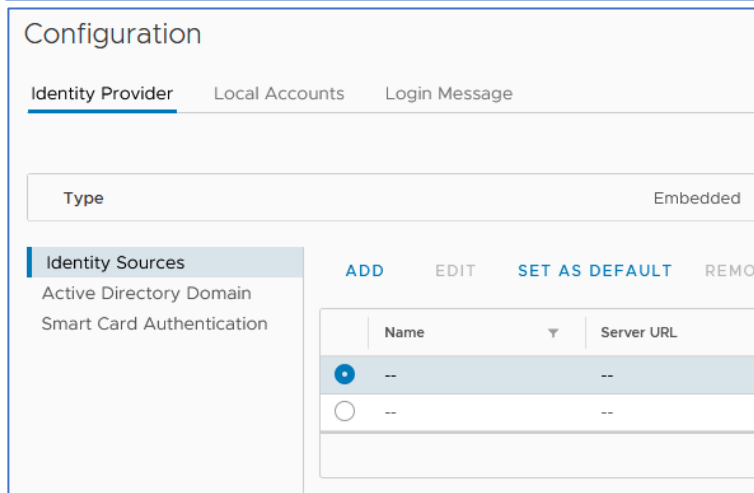 Configuration
Identity Provider Local Accounts Login Message
Type Embedded
Identity Sources
Active Directory Domain
Smart Card Authentication
ADD EDIT SET AS DEFAULT REMO
Name Server URL
-- --
-- --